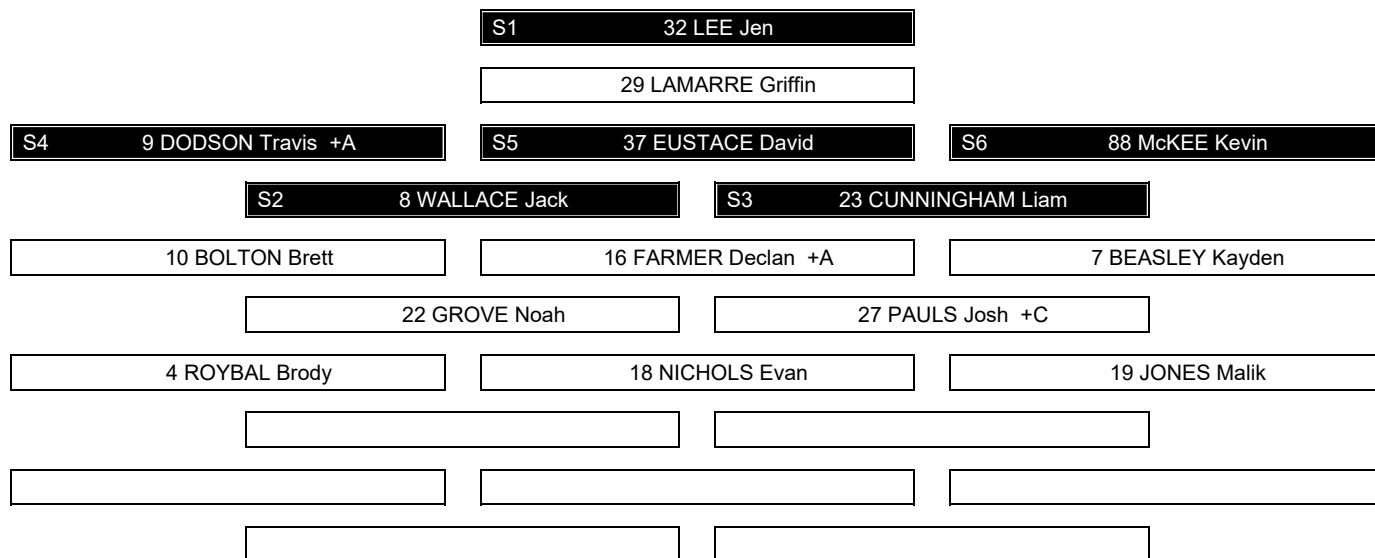 S1 32 LEE Jen
29 LAMARRE Griffin
S4 9 DODSON Travis +A S5 37 EUSTACE David S6 88 McKEE Kevin
S2 8 WALLACE Jack S3 23 CUNNINGHAM Liam
10 BOLTON Brett 16 FARMER Declan +A 7 BEASLEY Kayden
22 GROVE Noah 27 PAULS Josh +C
4 ROYBAL Brody 18 NICHOLS Evan 19 JONES Malik